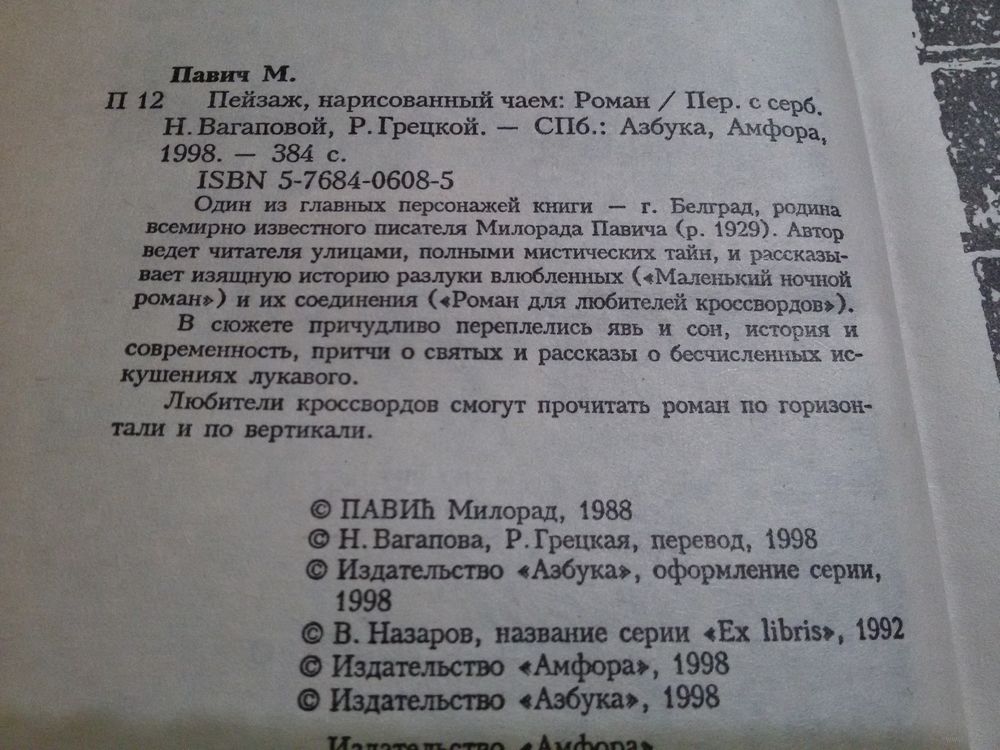 Павич М.
П 12 Пейзаж, нарисованный чаем: Роман / Пер. с серб.
Н. Вагаповой, Р. Грецкой. — СПб.: Азбука, Амфора,
1998. — 384 с.
ISBN 5-7684-0608-5
Один из главных персонажей книги — г. Белград, родина
всемирно известного писателя Милорада Павича (р. 1929). Автор
ведет читателя улицами, полными мистических тайн, и рассказы-
вает изящную историю разлуки влюбленных («Маленький ночной
роман») и их соединения («Роман для любителей кроссвордов»).
В сюжете причудливо переплелись явь и сон, история и
современность, притчи о святых и рассказы о бесчисленных ис-
кушениях лукавого.
Любители кроссвордов смогут прочитать роман по горизон-
тали и по вертикали.
© ПАВИЋ Милорад, 1988
© Н. Вагапова, Р. Грецкая, перевод, 1998
© Издательство «Азбука», оформление серии,
1998
© В. Назаров, название серии «Ex libris», 1992
© Издательство «Амфора», 1998
© Издательство «Азбука», 1998
Издательство «Амфора